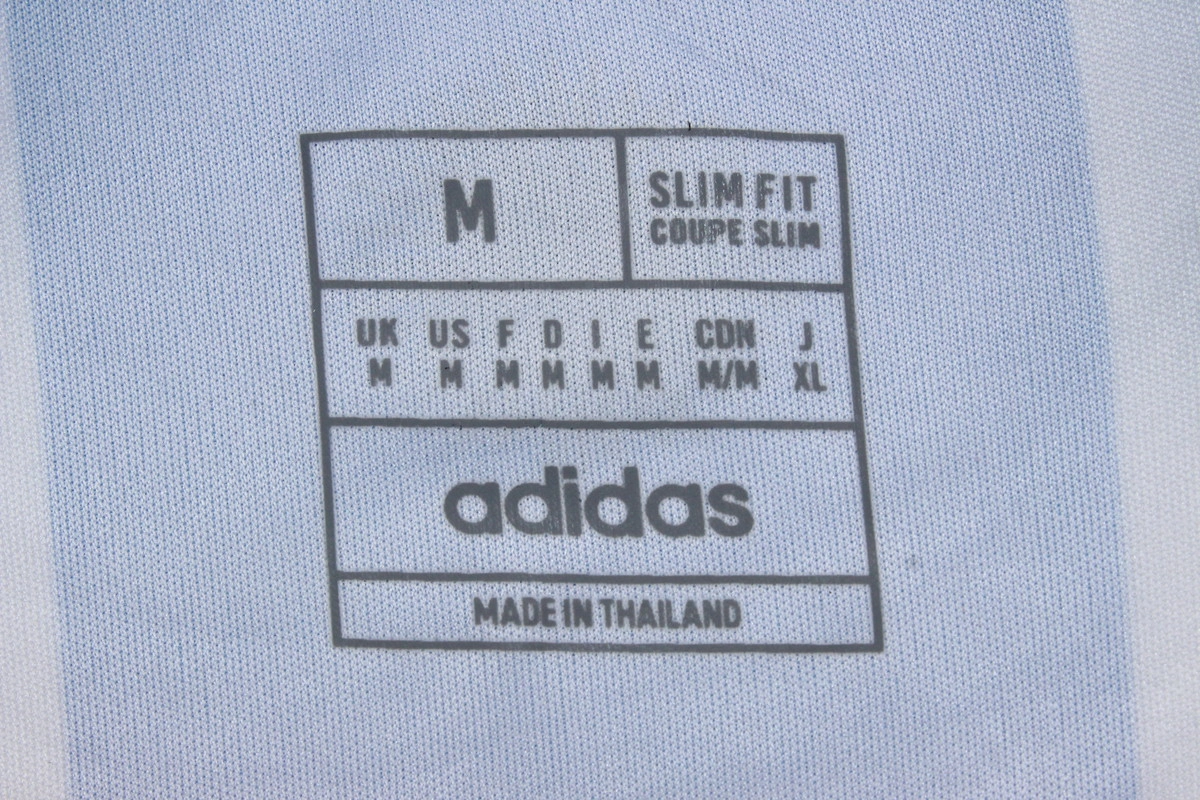 M
SLIM FIT
COUPE SLIM
UK US F D I E CDN J
M M M M M M M/M XL
adidas
MADE IN THAILAND